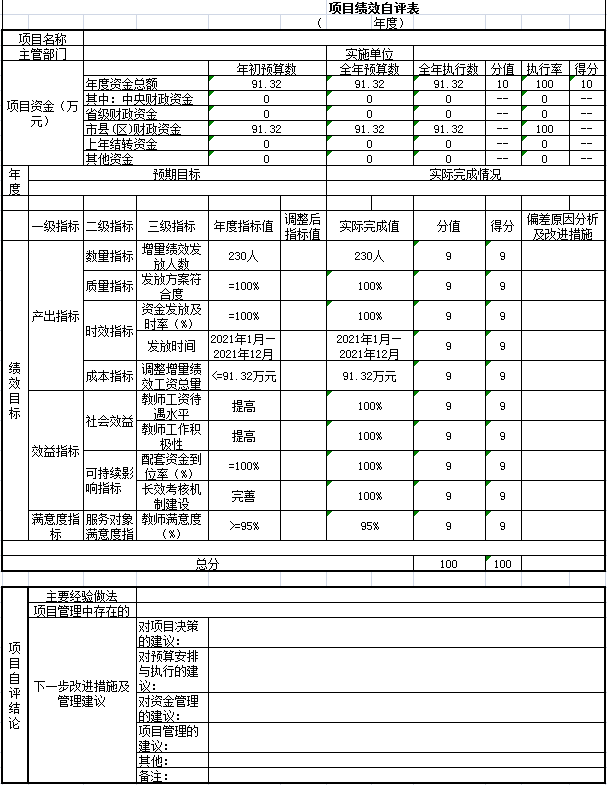 项目绩效自评表
（ 年度）
项目名称
主管部门 实施单位
项目资金（万元） 年初预算数 全年预算数 全年执行数 分值 执行率 得分
年度资金总额 91.32 91.32 91.32 10 100 10
其中：中央财政资金 0 0 0 -- 0 --
省级财政资金 0 0 0 -- 0 --
市县(区)财政资金 91.32 91.32 91.32 -- 100 --
上年结转资金 0 0 0 -- 0 --
其他资金 0 0 0 -- 0 --
年度 预期目标 实际完成情况
绩效目标 一级指标 二级指标 三级指标 年度指标值 调整后指标值 实际完成值 分值 得分 偏差原因分析及改进措施
产出指标 数量指标 增量绩效发放人数 230人 230人 9 9
质量指标 发放方案符合度 =100% 100% 9 9
时效指标 资金发放及时率（%） =100% 100% 9 9
发放时间 2021年1月—2021年12月 2021年1月—2021年12月 9 9
成本指标 调整增量绩效工资总量 <=91.32万元 91.32万元 9 9
效益指标 社会效益 教师工资待遇水平 提高 100% 9 9
教师工作积极性 提高 100% 9 9
可持续影响指标 配套资金到位率（%） =100% 100% 9 9
长效考核机制建设 完善 100% 9 9
满意度指标 服务对象满意度指 教师满意度（%） >=95% 95% 9 9
总分 100 100
项目自评结论 主要经验做法
项目管理中存在的
下一步改进措施及管理建议 对项目决策的建议：
对预算安排与执行的建议：
对资金管理的建议：
项目管理的建议：
其他：
备注：